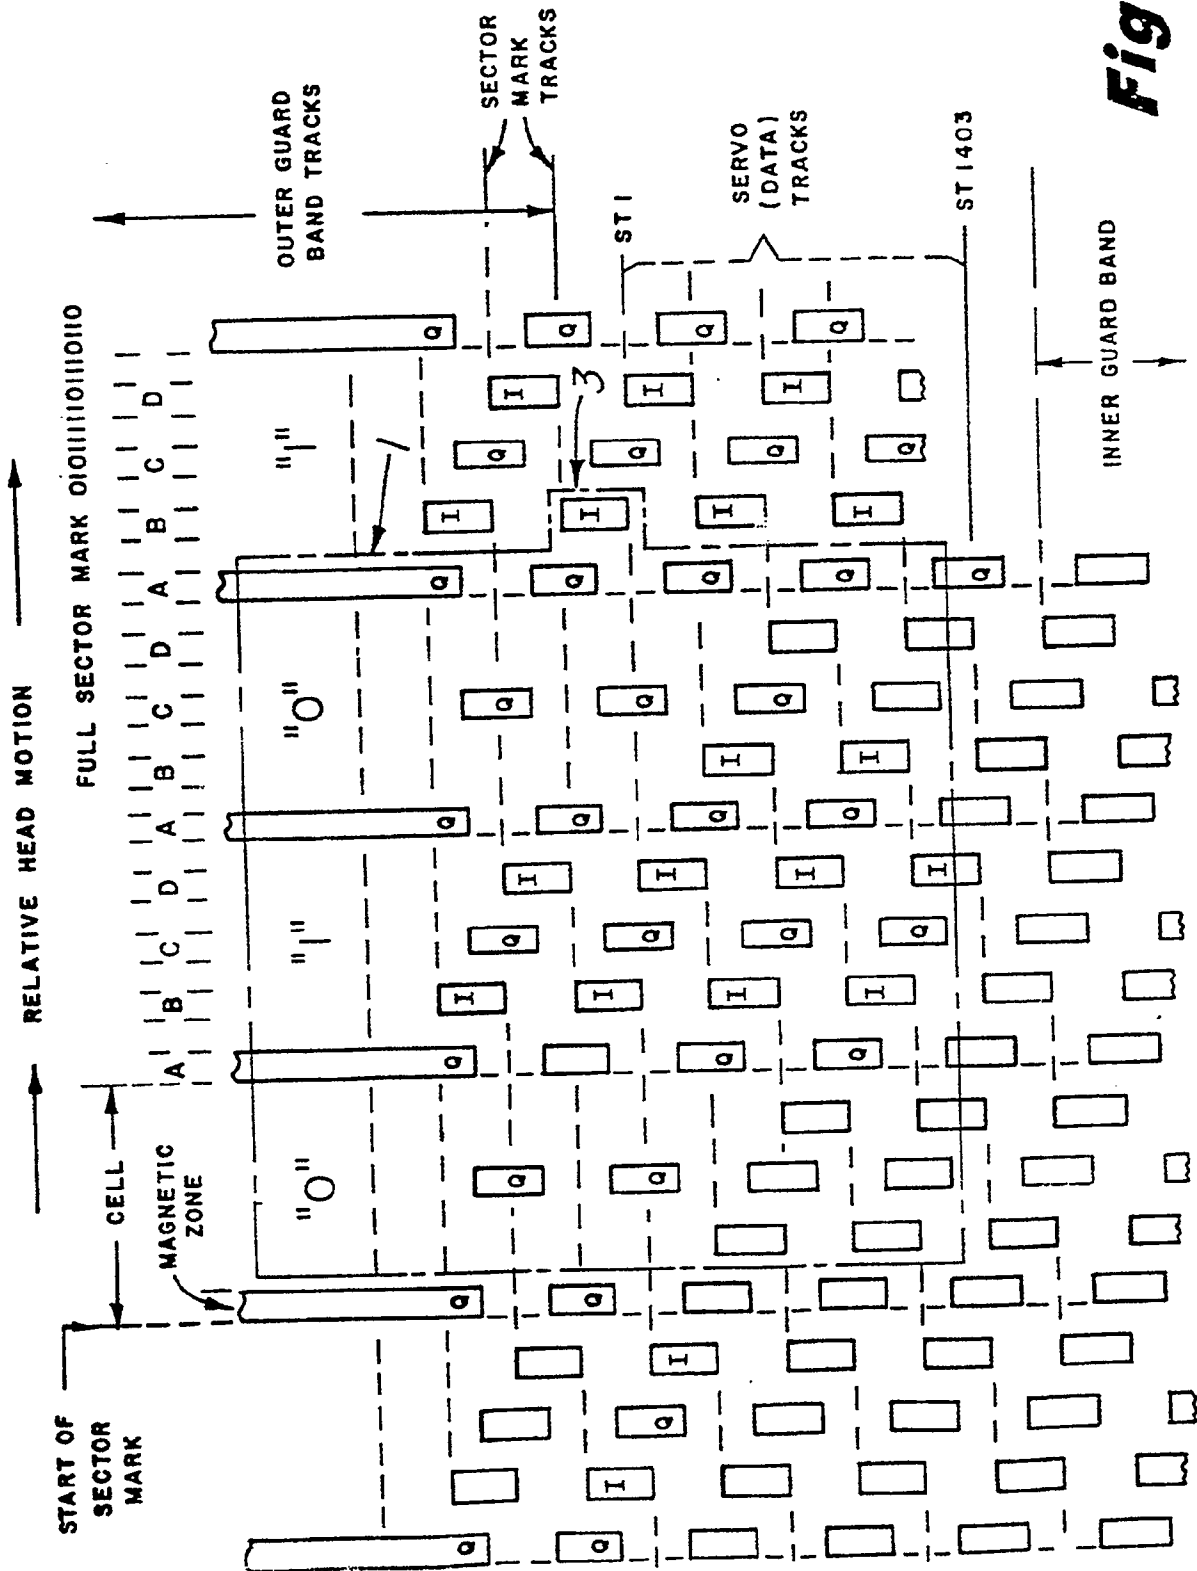 RELATIVE HEAD MOTION
START OF
SECTOR
MARK
CELL
FULL SECTOR MARK 0101111101110110
MAGNETIC
ZONE
A B C D A B C D A B C D
"0" "1" "0" "1"
OUTER GUARD
BAND TRACKS
1
Q Q Q I Q Q I Q
Q Q I Q Q I
SECTOR
MARK
TRACKS
3
Q I Q I Q Q I Q
Q I Q Q I Q Q I
ST 1
Q I Q I Q I Q
SERVO
(DATA)
TRACKS
Q I Q Q I
Q I Q I Q I Q
Q I Q
ST 1403
Q
INNER GUARD BAND
Fig